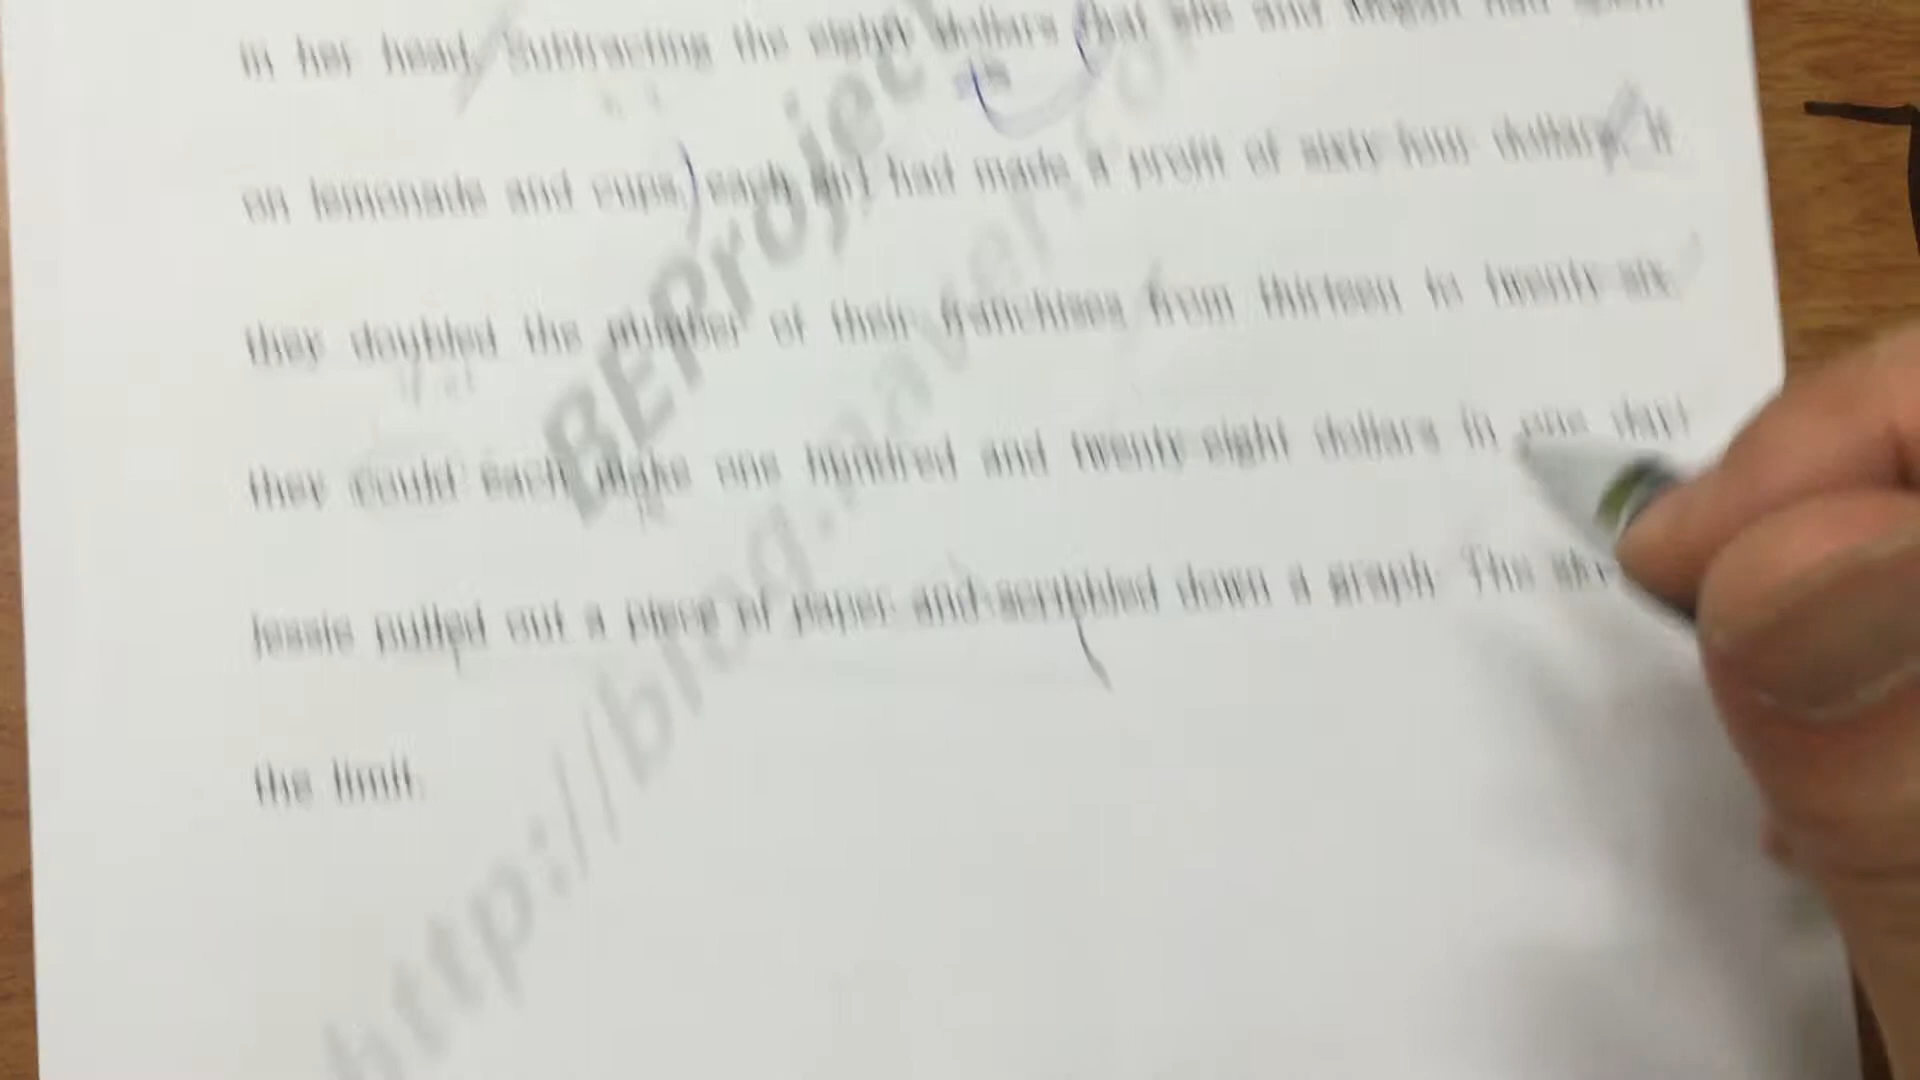 in her head. Subtracting the eighty dollars that she and Megan had spent
on lemonade and cups, each girl had made a profit of sixty-four dollars. If
they doubled the number of their franchises from thirteen to twenty-six,
they could each make one hundred and twenty-eight dollars in one day!
Jessie pulled out a piece of paper and scribbled down a graph. The sky
the limit.
BEProject
http://blog.naver.co